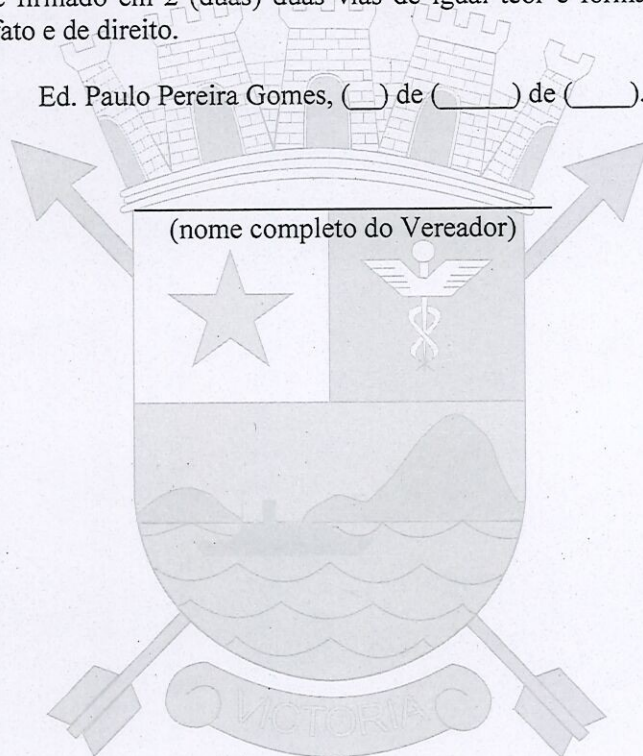 firmado em 2 (duas) duas vias de igual teor e forma
fato e de direito.
Ed. Paulo Pereira Gomes, (__) de (_____) de (____).
(nome completo do Vereador)
VICTORIA